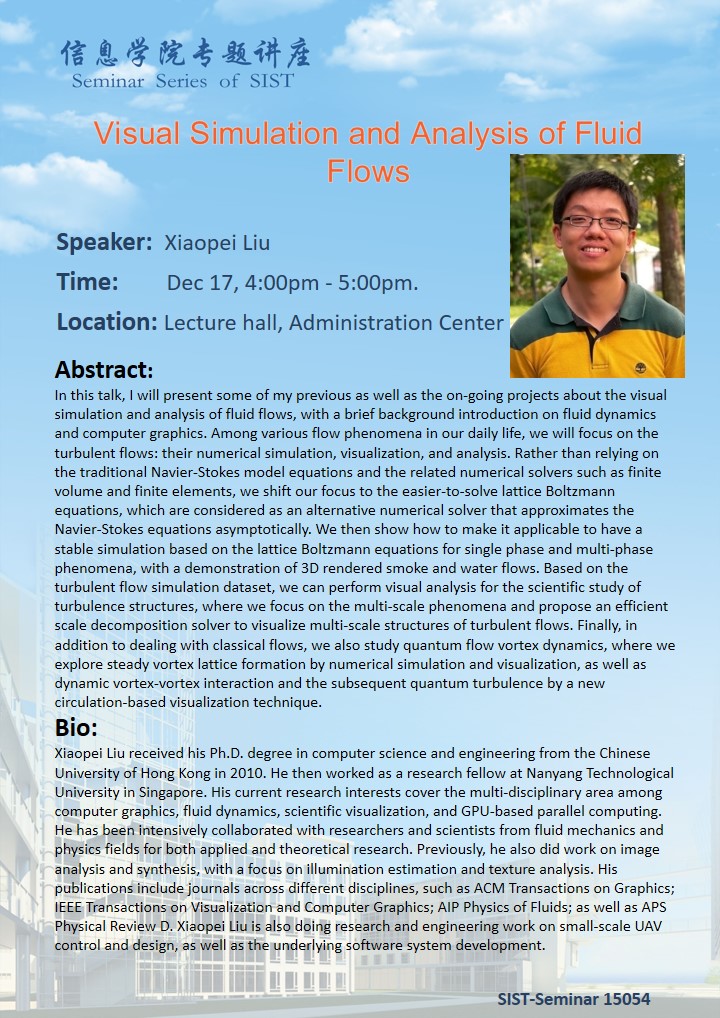 信息学院专题讲座
Seminar Series of SIST
Visual Simulation and Analysis of Fluid
Flows
Speaker: Xiaopei Liu
Time: Dec 17, 4:00pm - 5:00pm.
Location: Lecture hall, Administration Center
Abstract:
In this talk, I will present some of my previous as well as the on-going projects about the visual
simulation and analysis of fluid flows, with a brief background introduction on fluid dynamics
and computer graphics. Among various flow phenomena in our daily life, we will focus on the
turbulent flows: their numerical simulation, visualization, and analysis. Rather than relying on
the traditional Navier-Stokes model equations and the related numerical solvers such as finite
volume and finite elements, we shift our focus to the easier-to-solve lattice Boltzmann
equations, which are considered as an alternative numerical solver that approximates the
Navier-Stokes equations asymptotically. We then show how to make it applicable to have a
stable simulation based on the lattice Boltzmann equations for single phase and multi-phase
phenomena, with a demonstration of 3D rendered smoke and water flows. Based on the
turbulent flow simulation dataset, we can perform visual analysis for the scientific study of
turbulence structures, where we focus on the multi-scale phenomena and propose an efficient
scale decomposition solver to visualize multi-scale structures of turbulent flows. Finally, in
addition to dealing with classical flows, we also study quantum flow vortex dynamics, where we
explore steady vortex lattice formation by numerical simulation and visualization, as well as
dynamic vortex-vortex interaction and the subsequent quantum turbulence by a new
circulation-based visualization technique.
Bio:
Xiaopei Liu received his Ph.D. degree in computer science and engineering from the Chinese
University of Hong Kong in 2010. He then worked as a research fellow at Nanyang Technological
University in Singapore. His current research interests cover the multi-disciplinary area among
computer graphics, fluid dynamics, scientific visualization, and GPU-based parallel computing.
He has been intensively collaborated with researchers and scientists from fluid mechanics and
physics fields for both applied and theoretical research. Previously, he also did work on image
analysis and synthesis, with a focus on illumination estimation and texture analysis. His
publications include journals across different disciplines, such as ACM Transactions on Graphics;
IEEE Transactions on Visualization and Computer Graphics; AIP Physics of Fluids; as well as APS
Physical Review D. Xiaopei Liu is also doing research and engineering work on small-scale UAV
control and design, as well as the underlying software system development.
SIST-Seminar 15054